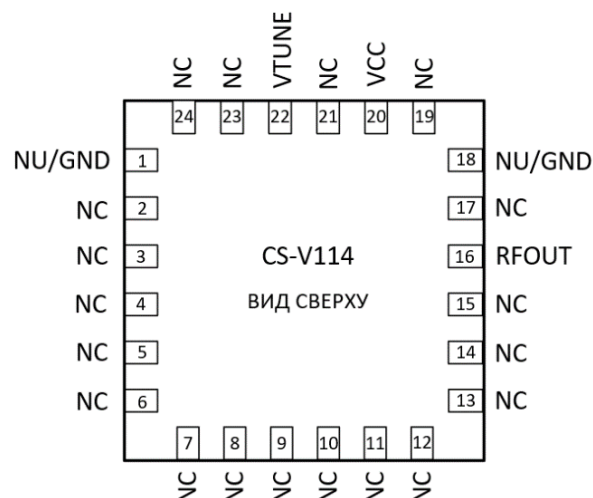 NC NC VTUNE NC VCC NC
24 23 22 21 20 19
NU/GND 1 18 NU/GND
NC 2 17 NC
NC 3 CS-V114 16 RFOUT
NC 4 ВИД СВЕРХУ 15 NC
NC 5 14 NC
NC 6 13 NC
7 8 9 10 11 12
NC NC NC NC NC NC